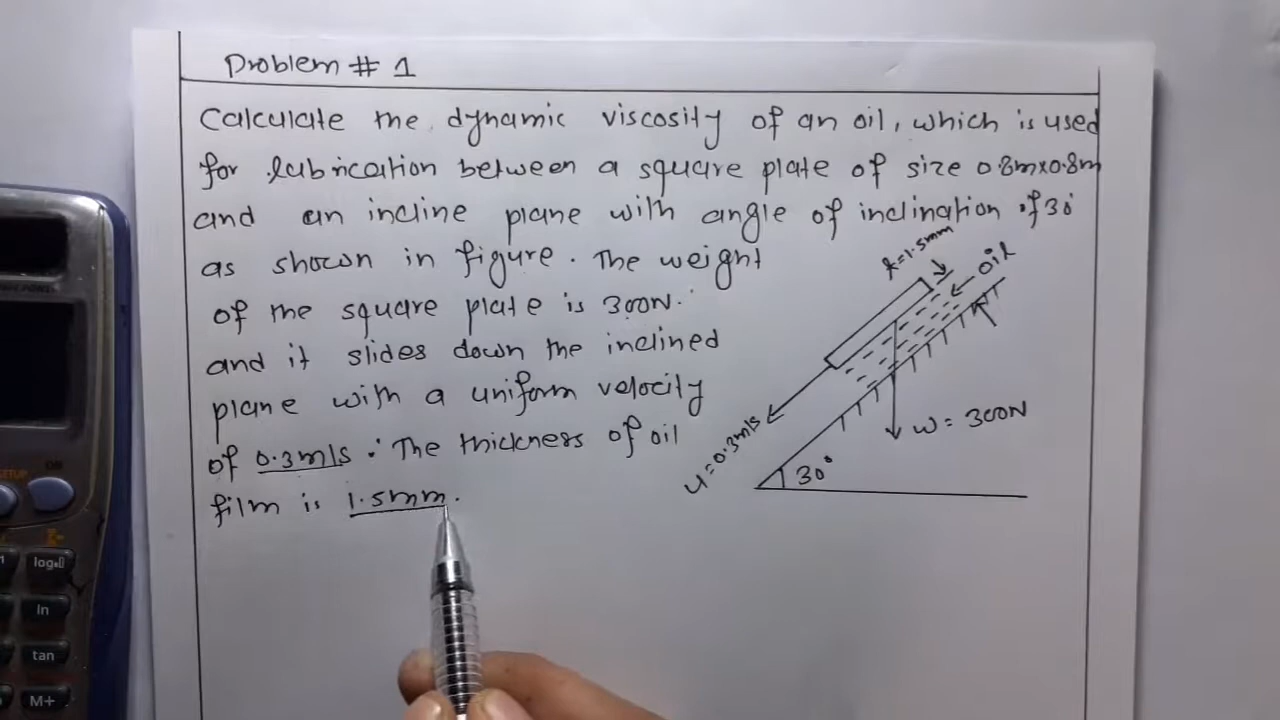 Problem # 1
Calculate the dynamic viscosity of an oil, which is used
for lubrication between a square plate of size 0.8m×0.8m
and an incline plane with angle of inclination of 30°
as shown in figure. The weight
of the square plate is 300N.
and it slides down the inclined
plane with a uniform velocity
of 0.3m/s. The thickness of oil
film is 1.5mm.
t=1.5mm
oil
u=0.3m/s
w=300N
30°
ON
log
ln
tan
M+